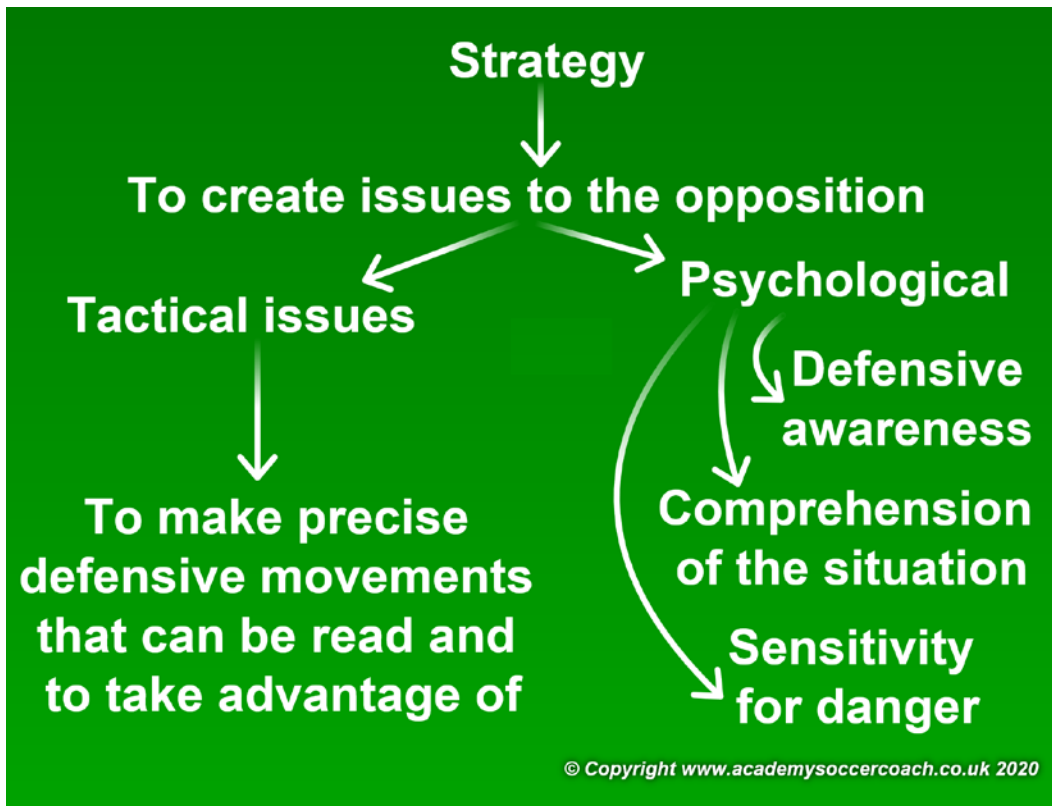 Strategy
To create issues to the opposition
Tactical issues
To make precise
defensive movements
that can be read and
to take advantage of
Psychological
Defensive
awareness
Comprehension
of the situation
Sensitivity
for danger
© Copyright www.academysoccercoach.co.uk 2020